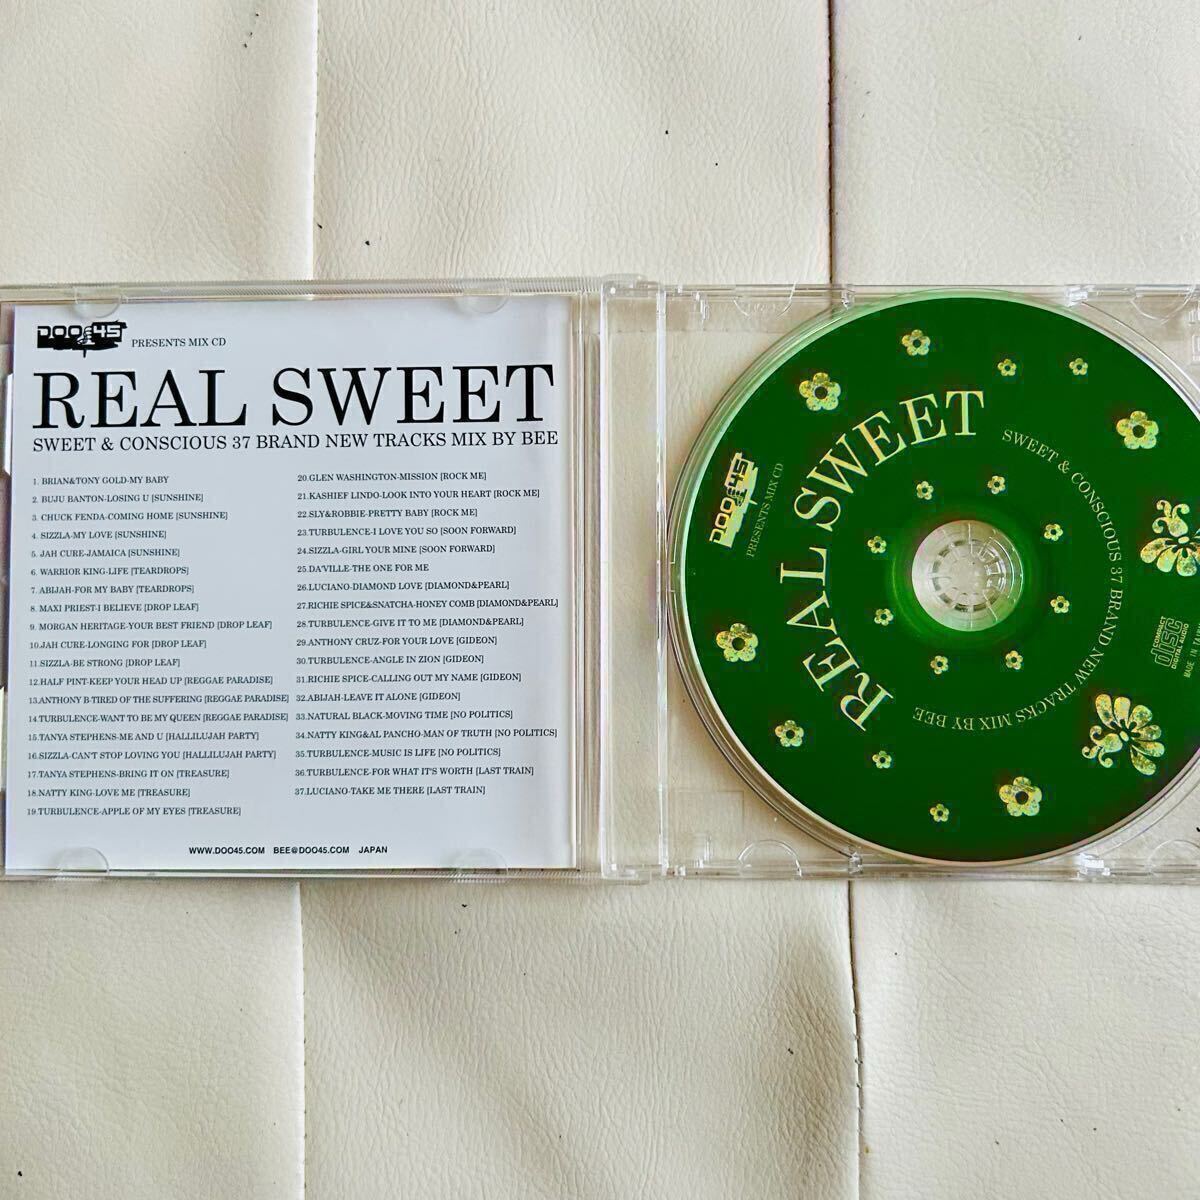 DOO 45
PRESENTS MIX CD
REAL SWEET
SWEET & CONSCIOUS 37 BRAND NEW TRACKS MIX BY BEE
1. BRIAN&TONY GOLD-MY BABY
2. BUJU BANTON-LOSING U [SUNSHINE]
3. CHUCK FENDA-COMING HOME [SUNSHINE]
4. SIZZLA-MY LOVE [SUNSHINE]
5. JAH CURE-JAMAICA [SUNSHINE]
6. WARRIOR KING-LIFE [TEARDROPS]
7. ABIJAH-FOR MY BABY [TEARDROPS]
8. MAXI PRIEST-I BELIEVE [DROP LEAF]
9. MORGAN HERITAGE-YOUR BEST FRIEND [DROP LEAF]
10.JAH CURE-LONGING FOR [DROP LEAF]
11.SIZZLA-BE STRONG [DROP LEAF]
12.HALF PINT-KEEP YOUR HEAD UP [REGGAE PARADISE]
13.ANTHONY B-TIRED OF THE SUFFERING [REGGAE PARADISE]
14.TURBULENCE-WANT TO BE MY QUEEN [REGGAE PARADISE]
15.TANYA STEPHENS-ME AND U [HALLILUJAH PARTY]
16.SIZZLA-CAN'T STOP LOVING YOU [HALLILUJAH PARTY]
17.TANYA STEPHENS-BRING IT ON [TREASURE]
18.NATTY KING-LOVE ME [TREASURE]
19.TURBULENCE-APPLE OF MY EYES [TREASURE]
20.GLEN WASHINGTON-MISSION [ROCK ME]
21.KASHIEF LINDO-LOOK INTO YOUR HEART [ROCK ME]
22.SLY&ROBBIE-PRETTY BABY [ROCK ME]
23.TURBULENCE-I LOVE YOU SO [SOON FORWARD]
24.SIZZLA-GIRL YOUR MINE [SOON FORWARD]
25.DA'VILLE-THE ONE FOR ME
26.LUCIANO-DIAMOND LOVE [DIAMOND&PEARL]
27.RICHIE SPICE&SNATCHA-HONEY COMB [DIAMOND&PEARL]
28.TURBULENCE-GIVE IT TO ME [DIAMOND&PEARL]
29.ANTHONY CRUZ-FOR YOUR LOVE [GIDEON]
30.TURBULENCE-ANGLE IN ZION [GIDEON]
31.RICHIE SPICE-CALLING OUT MY NAME [GIDEON]
32.ABIJAH-LEAVE IT ALONE [GIDEON]
33.NATURAL BLACK-MOVING TIME [NO POLITICS]
34.NATTY KING&AL PANCHO-MAN OF TRUTH [NO POLITICS]
35.TURBULENCE-MUSIC IS LIFE [NO POLITICS]
36.TURBULENCE-FOR WHAT IT'S WORTH [LAST TRAIN]
37.LUCIANO-TAKE ME THERE [LAST TRAIN]
WWW.DOO45.COM BEE@DOO45.COM JAPAN
DOO 45
PRESENTS MIX CD
REAL SWEET
SWEET & CONSCIOUS 37 BRAND NEW TRACKS MIX BY BEE
COMPACT
disc
DIGITAL AUDIO
MADE IN